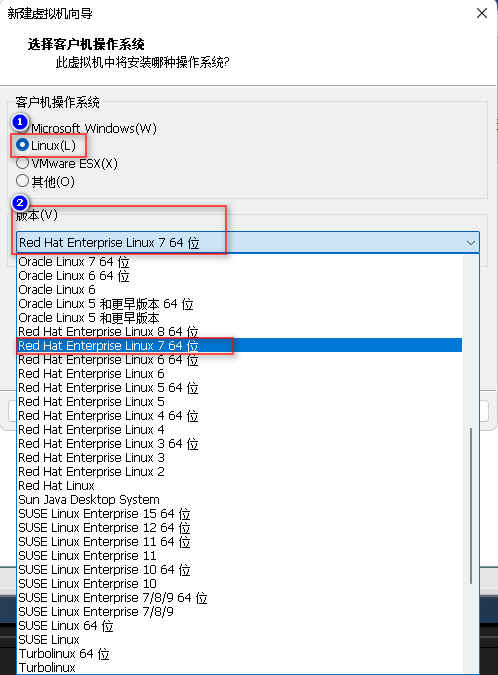 新建虚拟机向导
选择客户机操作系统
此虚拟机中将安装哪种操作系统?
客户机操作系统
1
Microsoft Windows(W)
Linux(L)
VMware ESX(X)
其他(O)
2
版本(V)
Red Hat Enterprise Linux 7 64 位
Oracle Linux 7 64 位
Oracle Linux 6 64 位
Oracle Linux 6
Oracle Linux 5 和更早版本 64 位
Oracle Linux 5 和更早版本
Red Hat Enterprise Linux 8 64 位
Red Hat Enterprise Linux 7 64 位
Red Hat Enterprise Linux 6 64 位
Red Hat Enterprise Linux 6
Red Hat Enterprise Linux 5 64 位
Red Hat Enterprise Linux 5
Red Hat Enterprise Linux 4 64 位
Red Hat Enterprise Linux 4
Red Hat Enterprise Linux 3 64 位
Red Hat Enterprise Linux 3
Red Hat Enterprise Linux 2
Red Hat Linux
Sun Java Desktop System
SUSE Linux Enterprise 15 64 位
SUSE Linux Enterprise 12 64 位
SUSE Linux Enterprise 11 64 位
SUSE Linux Enterprise 11
SUSE Linux Enterprise 10 64 位
SUSE Linux Enterprise 10
SUSE Linux Enterprise 7/8/9 64 位
SUSE Linux Enterprise 7/8/9
SUSE Linux 64 位
SUSE Linux
Turbolinux 64 位
Turbolinux